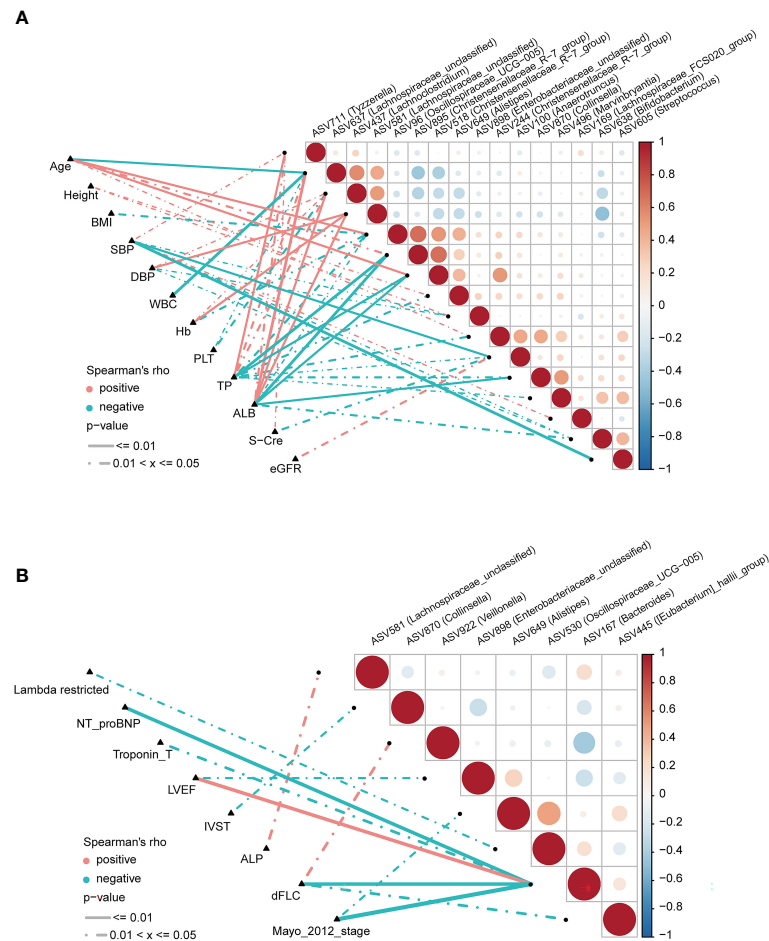 A
ASV711 (Tyzzerella)
ASV637 (Lachnospiraceae_unclassified)
ASV437 (Lachnoclostridium)
ASV581 (Lachnospiraceae_unclassified)
ASV96 (Oscillospiraceae_UCG−005)
ASV895 (Christensenellaceae_R−7_group)
ASV518 (Christensenellaceae_R−7_group)
ASV649 (Alistipes)
ASV898 (Enterobacteriaceae_unclassified)
ASV244 (Christensenellaceae_R−7_group)
ASV100 (Anaerotruncus)
ASV870 (Collinsella)
ASV496 (Marvinbryantia)
ASV169 (Lachnospiraceae_FCS020_group)
ASV638 (Bifidobacterium)
ASV605 (Streptococcus)
Age
Height
BMI
SBP
DBP
WBC
Hb
PLT
TP
ALB
S−Cre
eGFR
Spearman's rho
positive
negative
p−value
<= 0.01
0.01 < x <= 0.05
1
0.8
0.6
0.4
0.2
0
−0.2
−0.4
−0.6
−0.8
−1
B
ASV581 (Lachnospiraceae_unclassified)
ASV870 (Collinsella)
ASV922 (Veillonella)
ASV898 (Enterobacteriaceae_unclassified)
ASV649 (Alistipes)
ASV530 (Oscillospiraceae_UCG−005)
ASV167 (Bacteroides)
ASV445 ([Eubacterium]_hallii_group)
Lambda restricted
NT_proBNP
Troponin_T
LVEF
IVST
ALP
dFLC
Mayo_2012_stage
Spearman's rho
positive
negative
p−value
<= 0.01
0.01 < x <= 0.05
1
0.8
0.6
0.4
0.2
0
−0.2
−0.4
−0.6
−0.8
−1